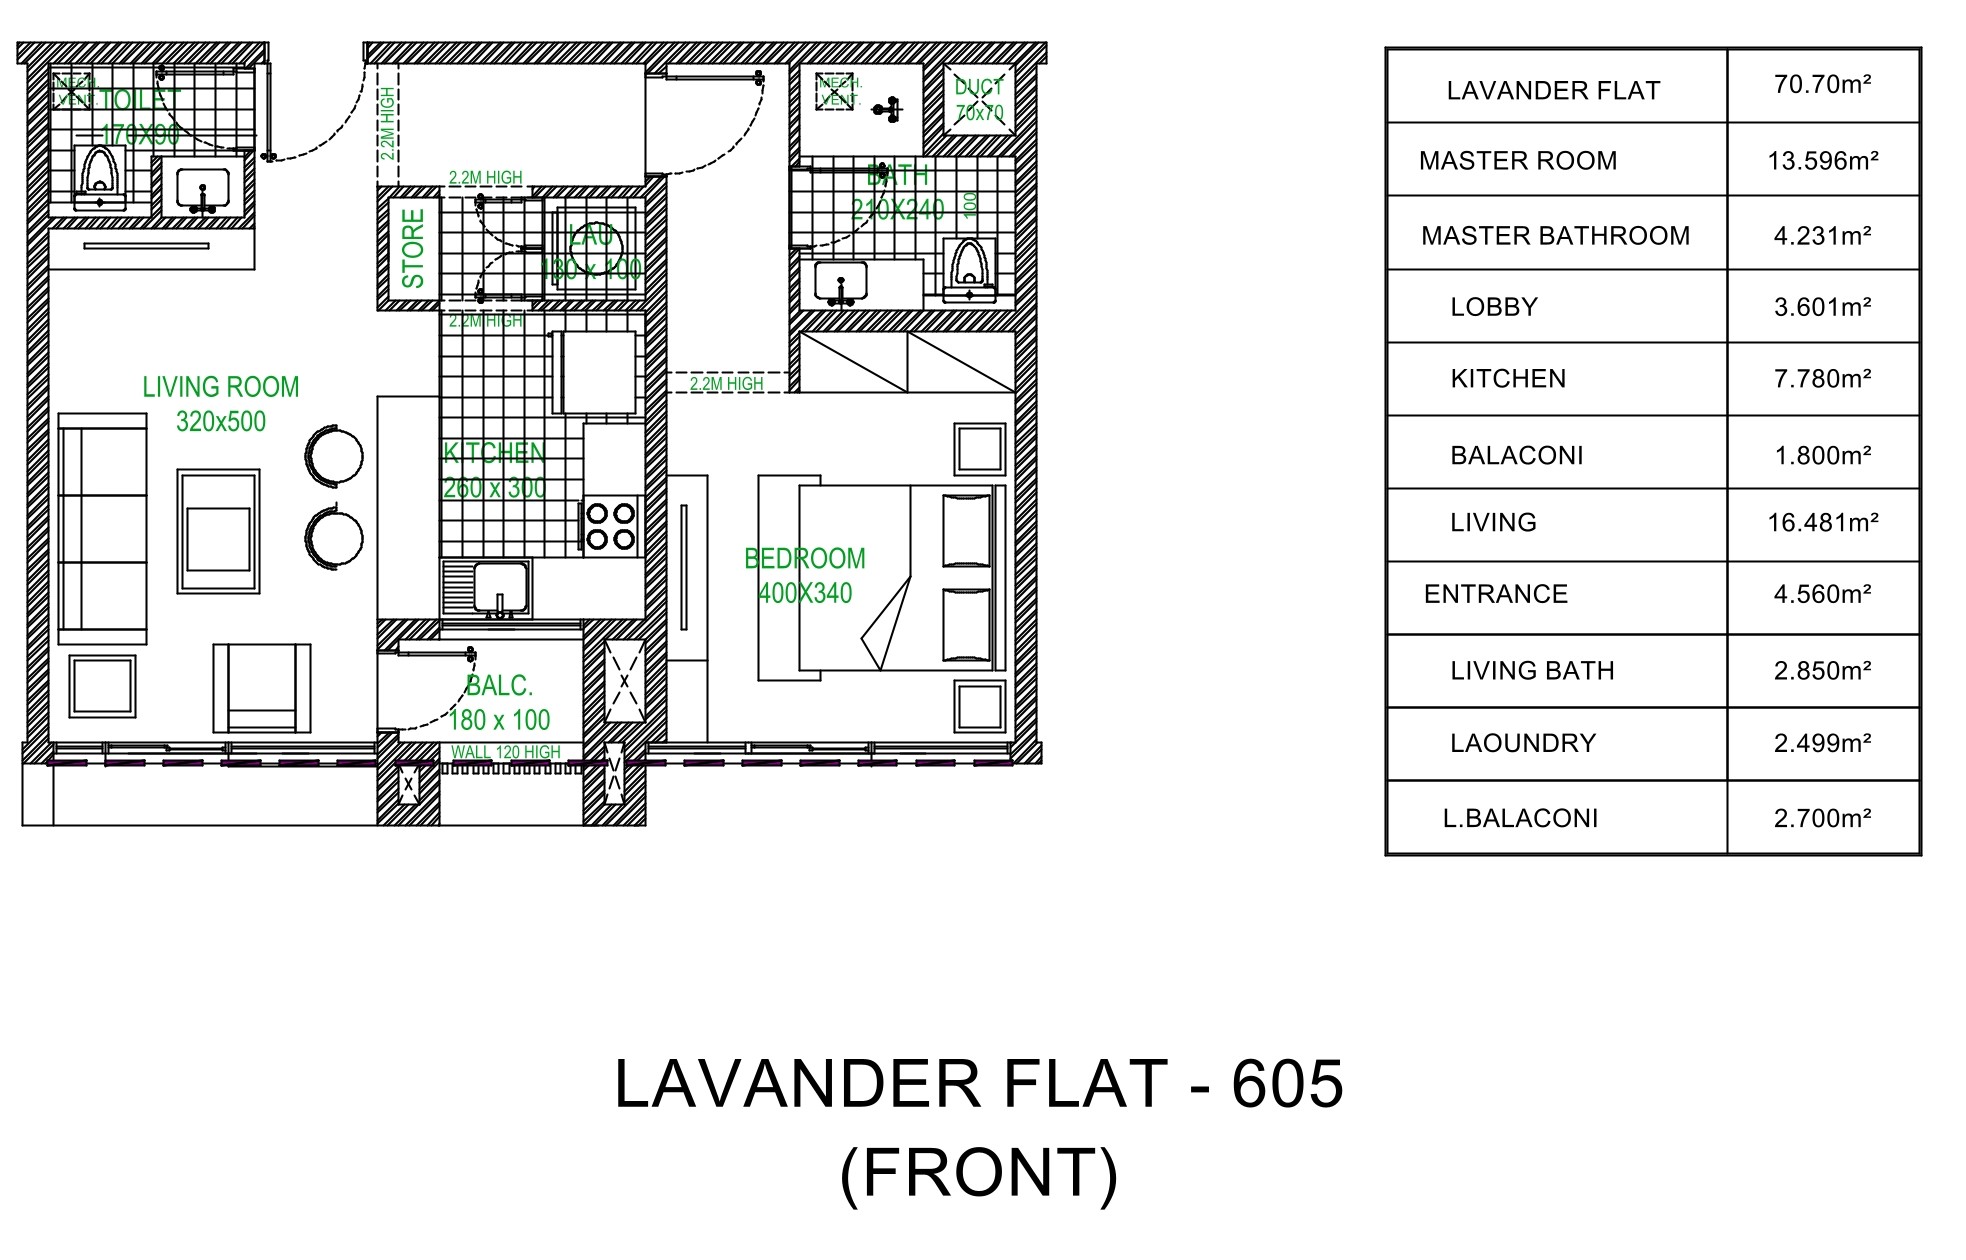 MECH.
VENT.
TOILET
170X90
2.2M HIGH
2.2M HIGH
STORE
LAU
130 x 100
2.2M HIGH
MECH.
VENT.
DUCT
70x70
BATH
210X240
100
LIVING ROOM
320x500
KITCHEN
260 x 300
2.2M HIGH
BEDROOM
400X340
BALC.
180 x 100
WALL 120 HIGH
LAVANDER FLAT 70.70m²
MASTER ROOM 13.596m²
MASTER BATHROOM 4.231m²
LOBBY 3.601m²
KITCHEN 7.780m²
BALACONI 1.800m²
LIVING 16.481m²
ENTRANCE 4.560m²
LIVING BATH 2.850m²
LAOUNDRY 2.499m²
L.BALACONI 2.700m²
LAVANDER FLAT - 605
(FRONT)